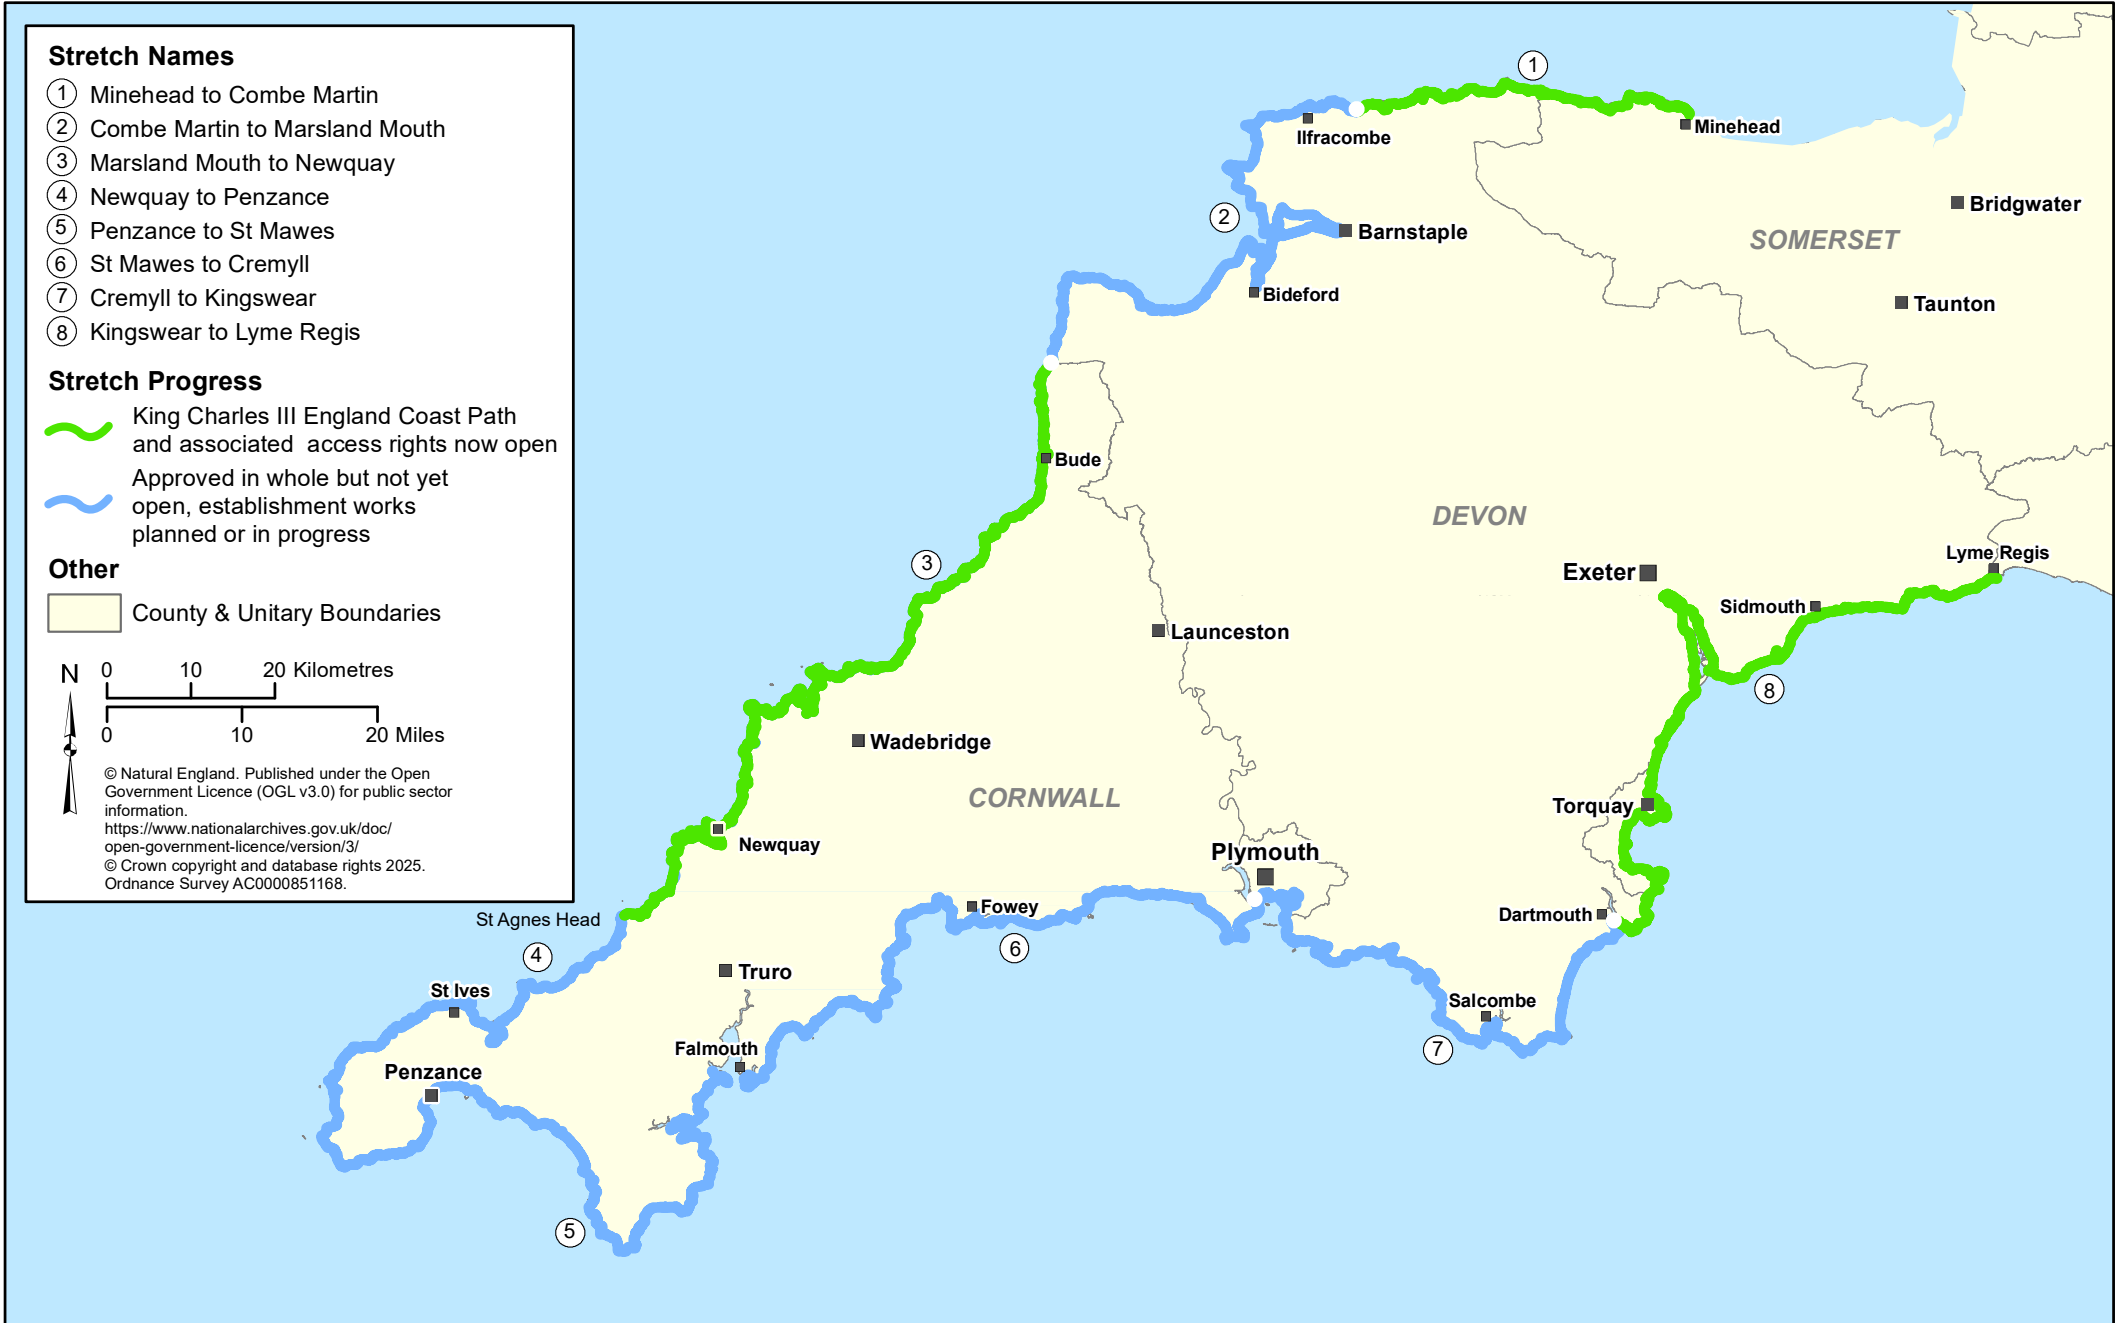 Stretch Names
1 Minehead to Combe Martin
2 Combe Martin to Marsland Mouth
3 Marsland Mouth to Newquay
4 Newquay to Penzance
5 Penzance to St Mawes
6 St Mawes to Cremyll
7 Cremyll to Kingswear
8 Kingswear to Lyme Regis
Stretch Progress
King Charles III England Coast Path
and associated  access rights now open
Approved in whole but not yet
open, establishment works
planned or in progress
Other
County & Unitary Boundaries
N
0 10 20 Kilometres
0 10 20 Miles
© Natural England. Published under the Open
Government Licence (OGL v3.0) for public sector
information.
https://www.nationalarchives.gov.uk/doc/
open-government-licence/version/3/
© Crown copyright and database rights 2025.
Ordnance Survey AC0000851168.
1
Ilfracombe
Minehead
2
Barnstaple
Bridgwater
SOMERSET
Bideford
Taunton
Bude
DEVON
3
Exeter
Lyme Regis
Sidmouth
Launceston
8
Wadebridge
CORNWALL
Torquay
Newquay
Plymouth
St Agnes Head
Fowey
Dartmouth
4
6
Truro
St Ives
Salcombe
Falmouth
7
Penzance
5